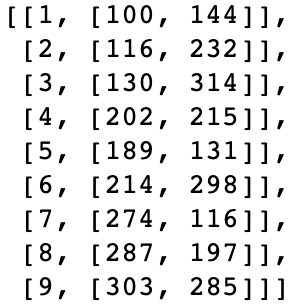 [[1, [100, 144]],
[2, [116, 232]],
[3, [130, 314]],
[4, [202, 215]],
[5, [189, 131]],
[6, [214, 298]],
[7, [274, 116]],
[8, [287, 197]],
[9, [303, 285]]]